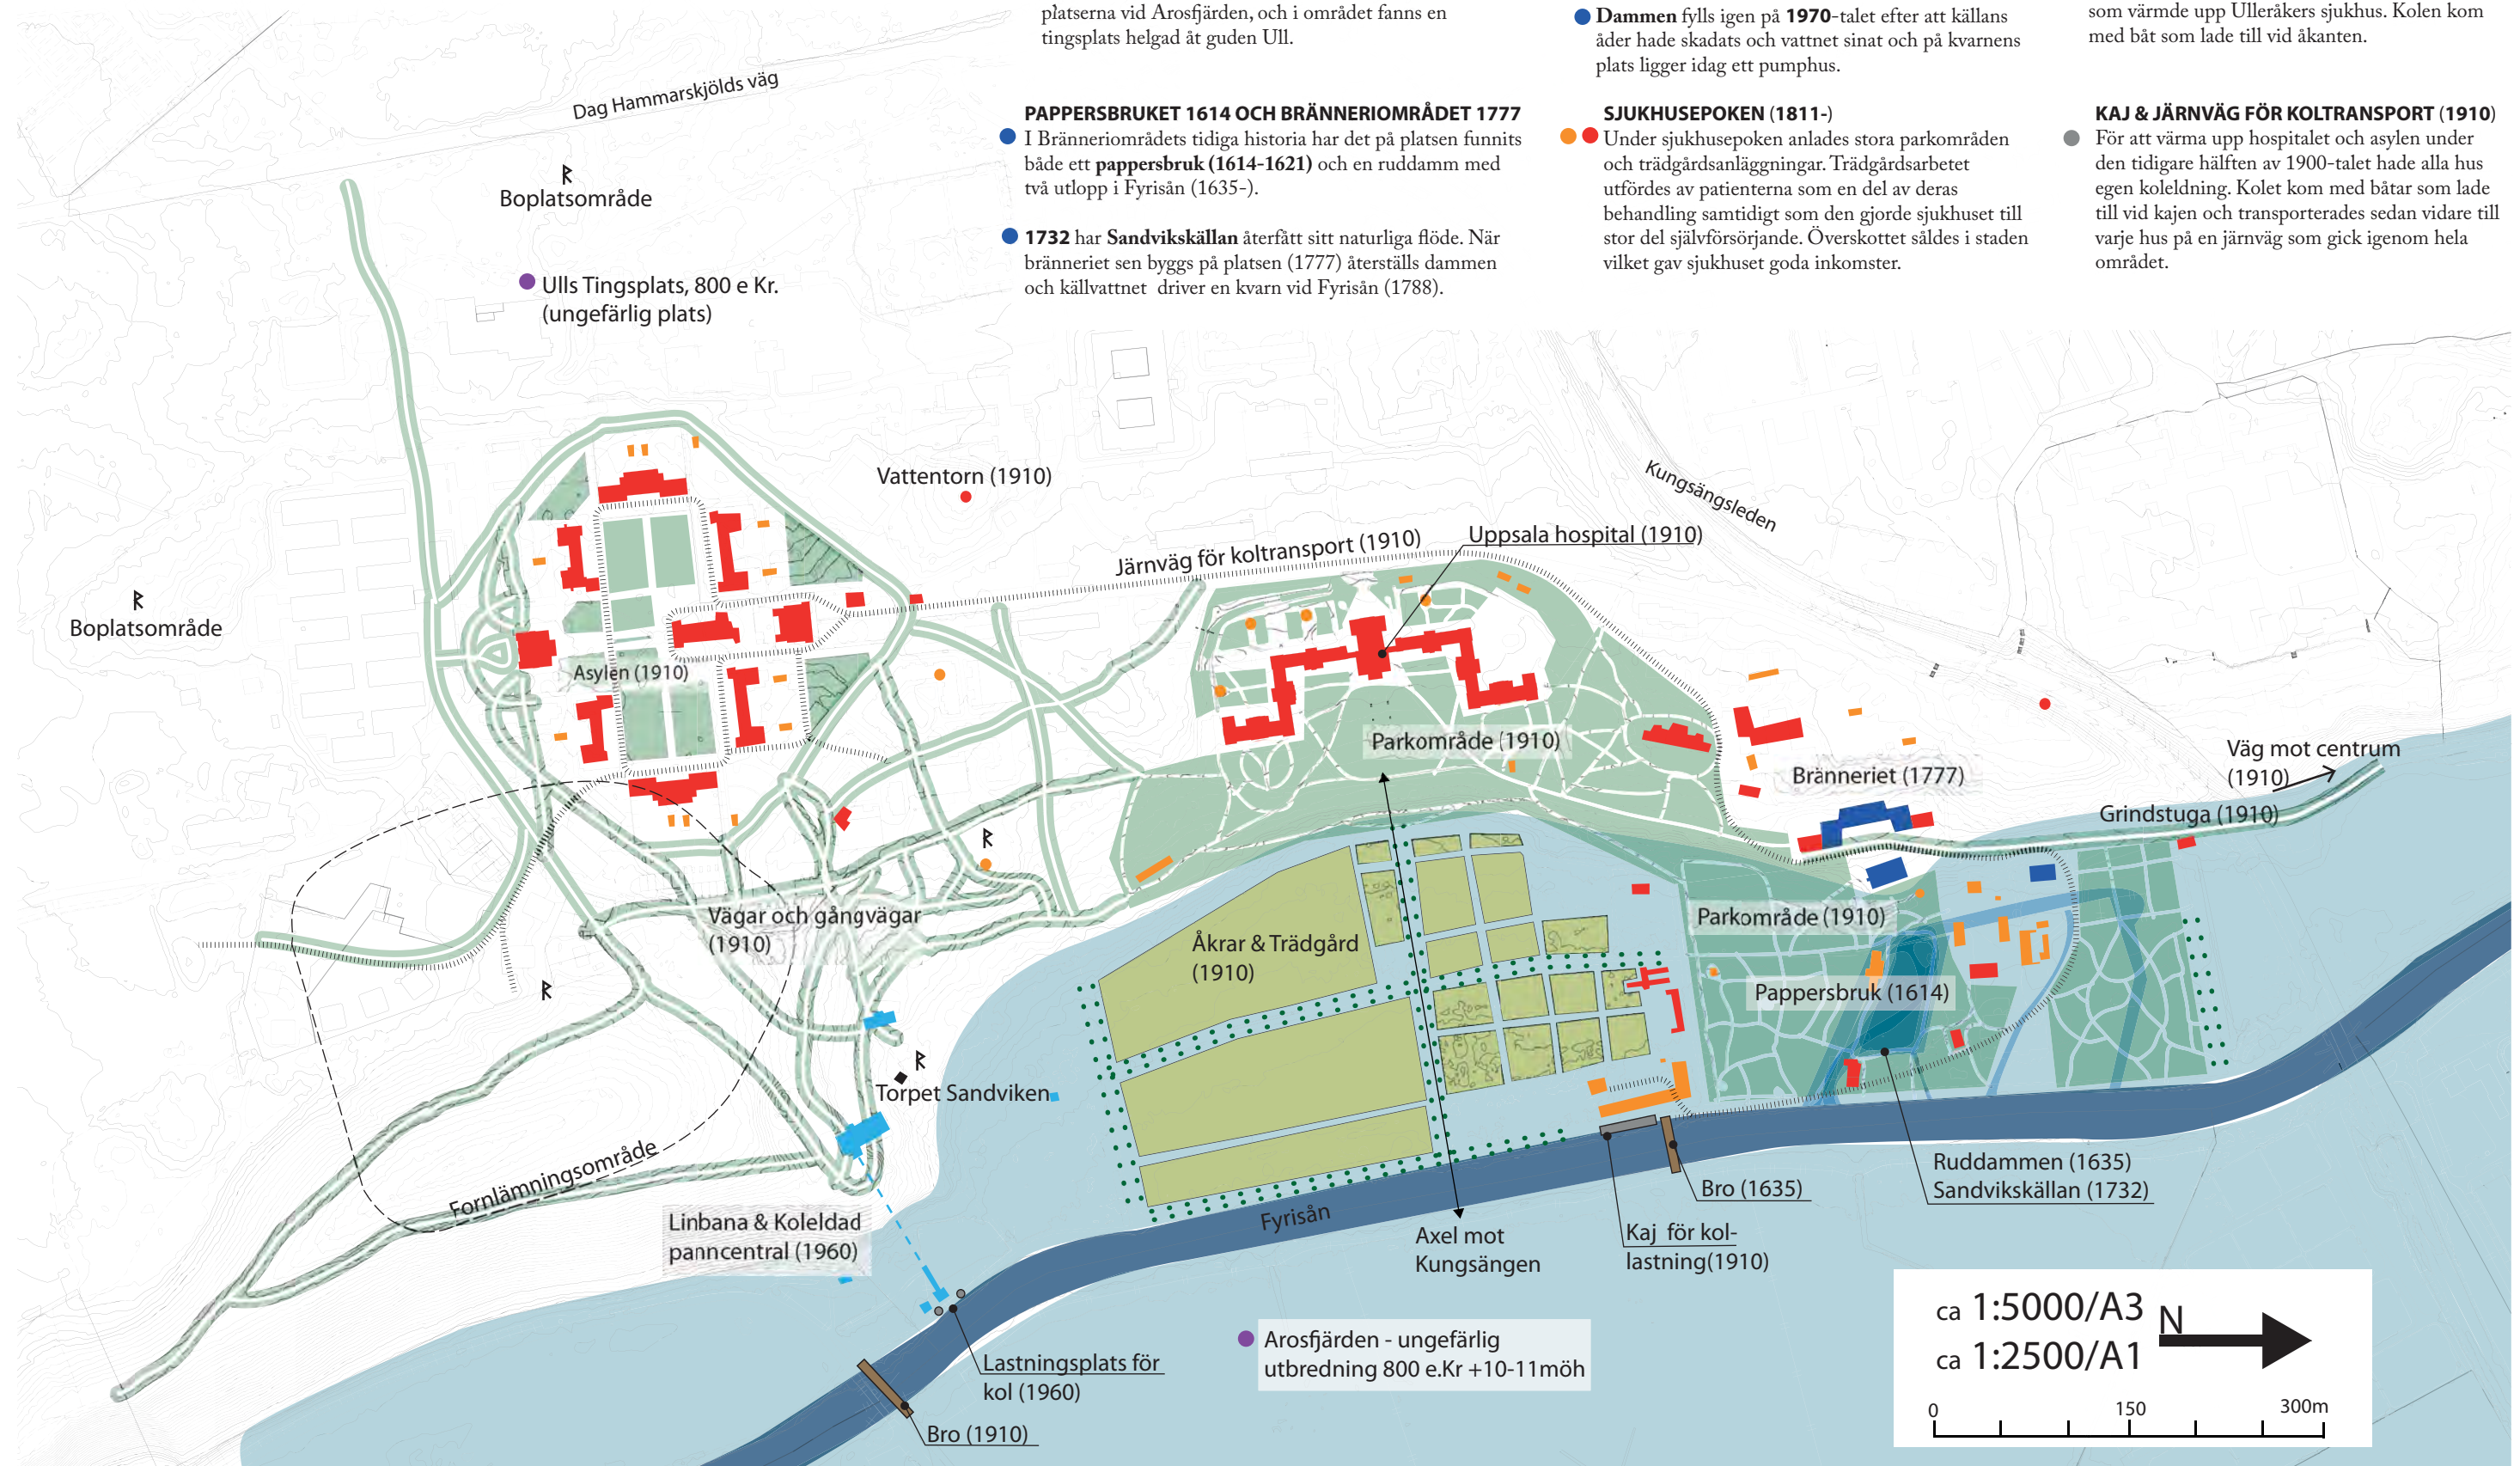 platserna vid Arosfjärden, och i området fanns en
tingsplats helgad åt guden Ull.
PAPPERSBRUKET 1614 OCH BRÄNNERIOMRÅDET 1777
I Bränneriområdets tidiga historia har det på platsen funnits
både ett pappersbruk (1614-1621) och en ruddamm med
två utlopp i Fyrisån (1635-).
1732 har Sandvikskällan återfått sitt naturliga flöde. När
bränneriet sen byggs på platsen (1777) återställs dammen
och källvattnet driver en kvarn vid Fyrisån (1788).
Dammen fylls igen på 1970-talet efter att källans
åder hade skadats och vattnet sinat och på kvarnens
plats ligger idag ett pumphus.
SJUKHUSEPOKEN (1811-)
Under sjukhusepoken anlades stora parkområden
och trädgårdsanläggningar. Trädgårdsarbetet
utfördes av patienterna som en del av deras
behandling samtidigt som den gjorde sjukhuset till
stor del självförsörjande. Överskottet såldes i staden
vilket gav sjukhuset goda inkomster.
som värmde upp Ulleråkers sjukhus. Kolen kom
med båt som lade till vid åkanten.
KAJ & JÄRNVÄG FÖR KOLTRANSPORT (1910)
För att värma upp hospitalet och asylen under
den tidigare hälften av 1900-talet hade alla hus
egen koleldning. Kolet kom med båtar som lade
till vid kajen och transporterades sedan vidare till
varje hus på en järnväg som gick igenom hela
området.
Dag Hammarskjölds väg
ᚱ
Boplatsområde
Ulls Tingsplats, 800 e Kr.
(ungefärlig plats)
Vattentorn (1910)
Kungsängsleden
Järnväg för koltransport (1910)
Uppsala hospital (1910)
ᚱ
Boplatsområde
Asylen (1910)
Parkområde (1910)
Bränneriet (1777)
Väg mot centrum
(1910)
Grindstuga (1910)
ᚱ
Vägar och gångvägar
(1910)
Åkrar & Trädgård
(1910)
Parkområde (1910)
Pappersbruk (1614)
ᚱ
ᚱ
Torpet Sandviken
Fornlämningsområde
Linbana & Koleldad
panncentral (1960)
Fyrisån
Axel mot
Kungsängen
Kaj för kol-
lastning(1910)
Bro (1635)
Ruddammen (1635)
Sandvikskällan (1732)
Lastningsplats för
kol (1960)
Bro (1910)
Arosfjärden - ungefärlig
utbredning 800 e.Kr +10-11möh
ca 1:5000/A3
ca 1:2500/A1
N
0 150 300m